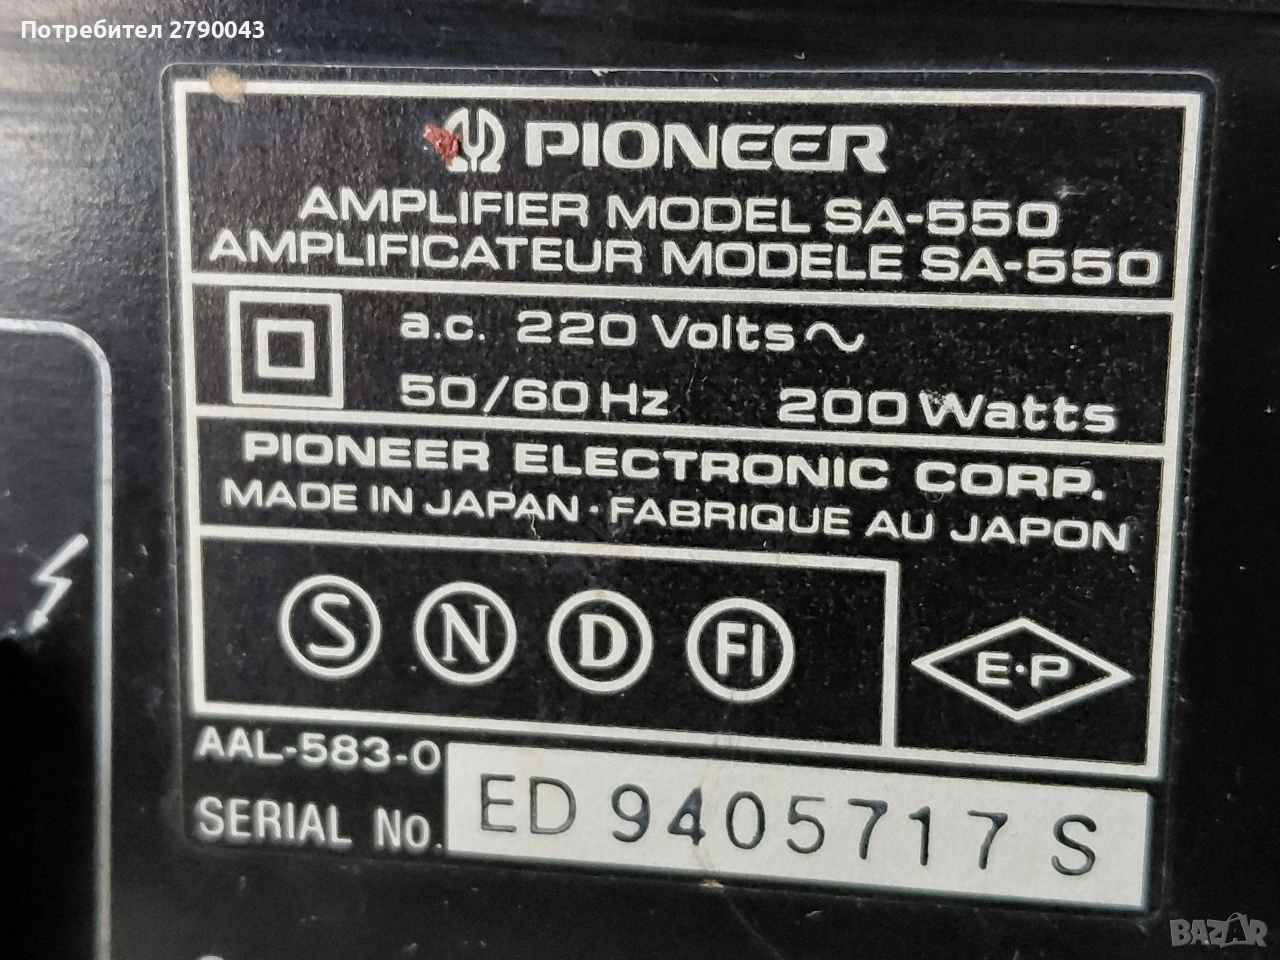 Потребител 2790043
PIONEER
AMPLIFIER MODEL SA-550
AMPLIFICATEUR MODELE SA-550
a.c. 220 Volts~
50/60 Hz 200 Watts
PIONEER ELECTRONIC CORP.
MADE IN JAPAN · FABRIQUE AU JAPON
S N D FI
E·P
AAL-583-0
SERIAL NO. ED 9405717 S
BAZAR